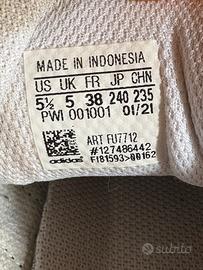 MADE IN INDONESIA
US UK FR JP CHN
5½ 5 38 240 235
PWI 001001 01/21
ART FU7712
#127486442
adidas FI81593>00162
subito